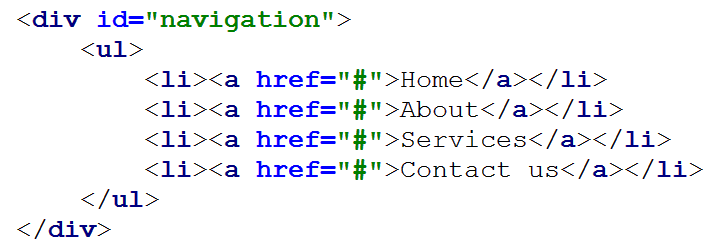 <div id="navigation">
    <ul>
        <li><a href="#">Home</a></li>
        <li><a href="#">About</a></li>
        <li><a href="#">Services</a></li>
        <li><a href="#">Contact us</a></li>
    </ul>
</div>